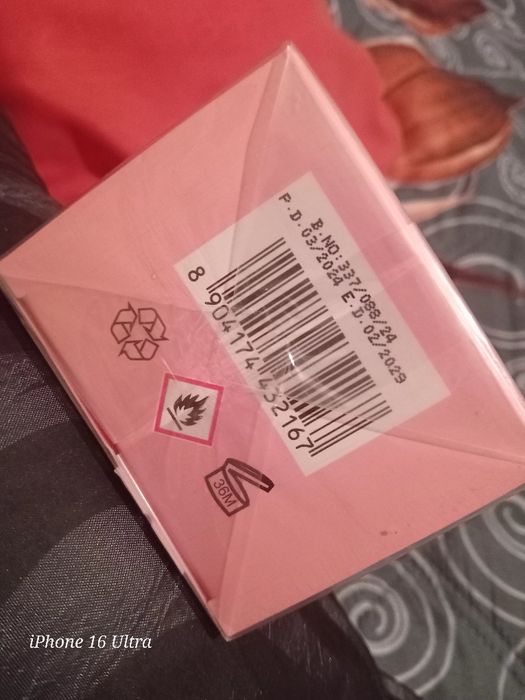 B.NO:337/088/24
P.D.03/2024 E.D.02/2029
8 904174 432167
36M
iPhone 16 Ultra